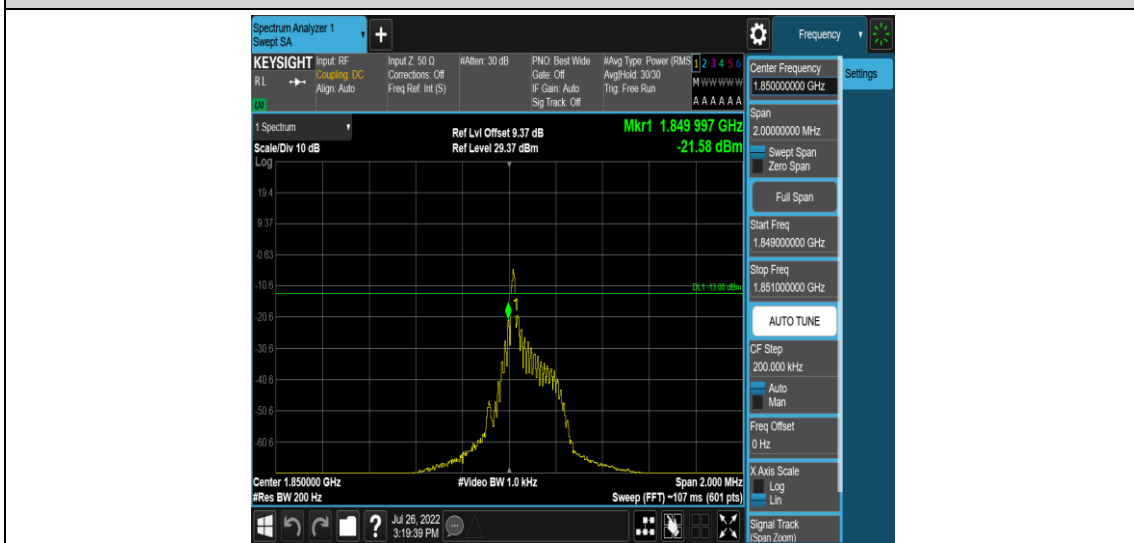 Spectrum Analyzer 1
Swept SA
Frequency
KEYSIGHT
RL
LXI
Input: RF
Coupling: DC
Align: Auto
Input Z: 50 Ω
Corrections: Off
Freq Ref: Int (S)
#Atten: 30 dB
PNO: Best Wide
Gate: Off
IF Gain: Auto
Sig Track: Off
#Avg Type: Power (RMS
Avg|Hold: 30/30
Trig: Free Run
1 2 3 4 5 6
M W W W W W
A A A A A A
1 Spectrum
Scale/Div 10 dB
Log
Ref Lvl Offset 9.37 dB
Ref Level 29.37 dBm
Mkr1 1.849 997 GHz
-21.58 dBm
19.4
9.37
-0.63
-10.6
-20.6
-30.6
-40.6
-50.6
-60.6
DL1 -13.00 dBm
1
Center 1.850000 GHz
#Res BW 200 Hz
#Video BW 1.0 kHz
Span 2.000 MHz
Sweep (FFT) ~107 ms (601 pts)
Jul 26, 2022
3:19:39 PM
Center Frequency
1.850000000 GHz
Settings
Span
2.00000000 MHz
Swept Span
Zero Span
Full Span
Start Freq
1.849000000 GHz
Stop Freq
1.851000000 GHz
AUTO TUNE
CF Step
200.000 kHz
Auto
Man
Freq Offset
0 Hz
X Axis Scale
Log
Lin
Signal Track
(Span Zoom)